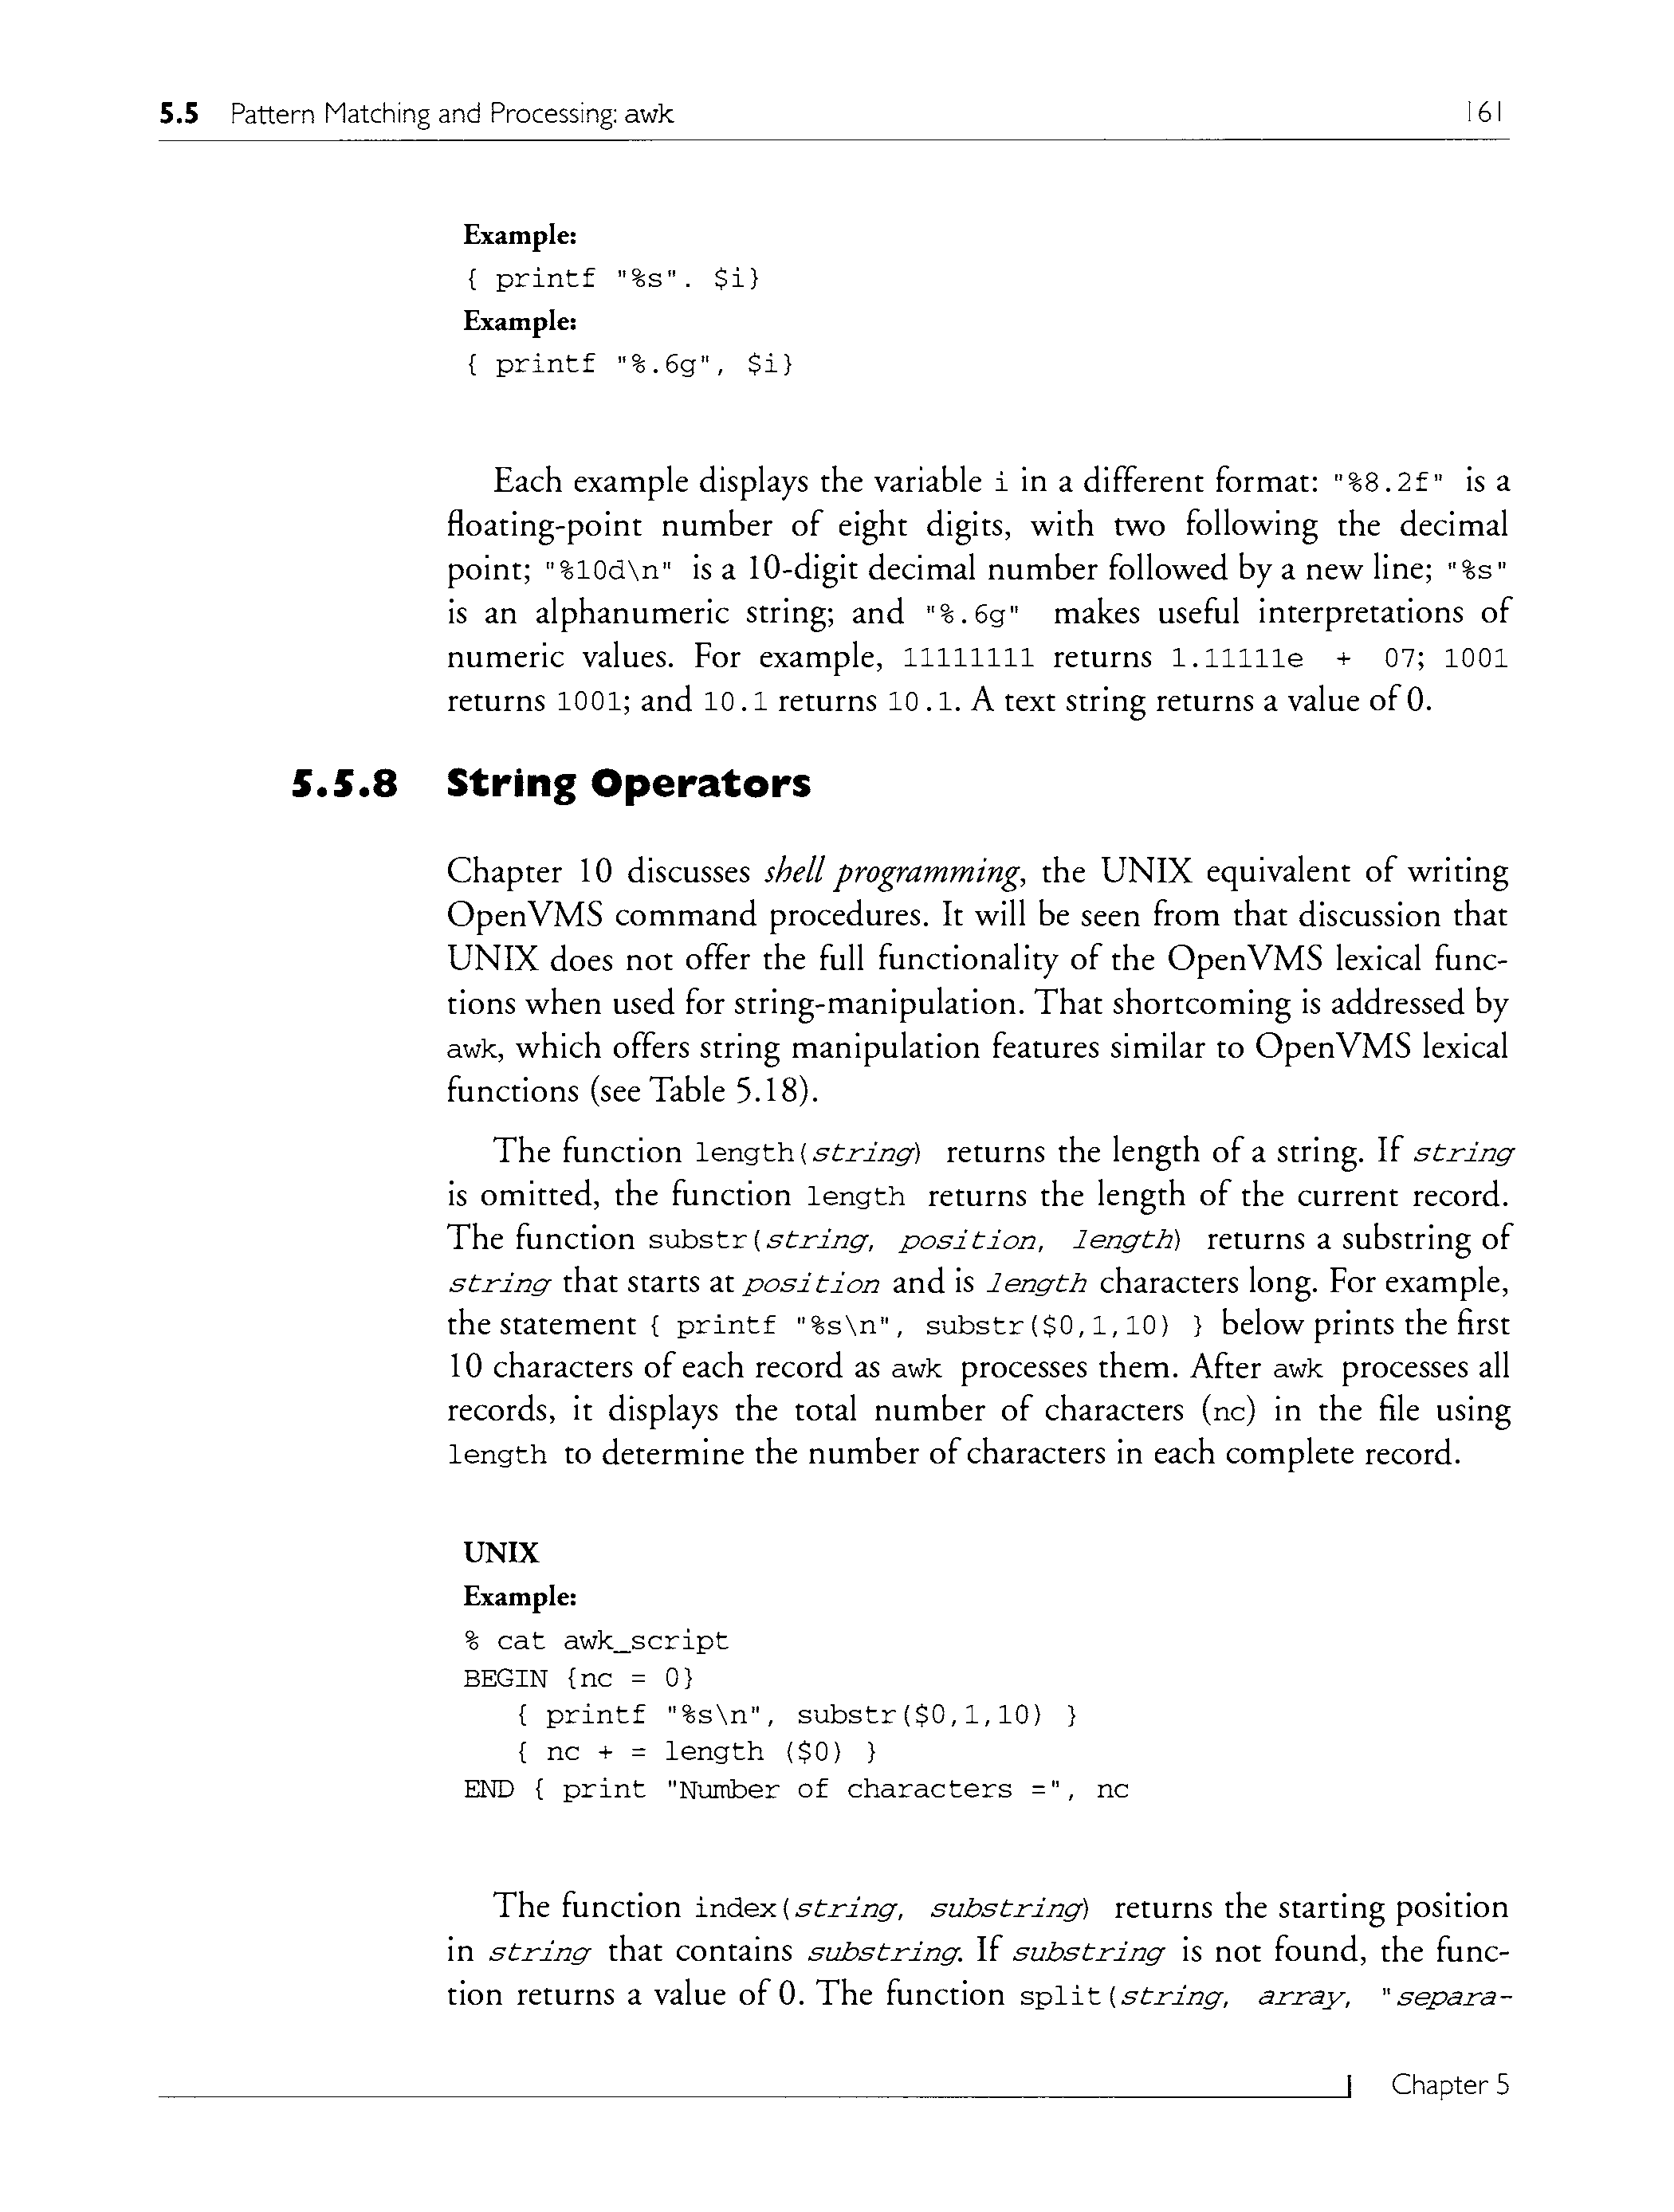 5.5 Pattern Matching and Processing: awk 161
Example:
{ printf "%s". $i}
Example:
{ printf "%.6g", $i}
Each example displays the variable i in a different format: "%8.2f" is a
floating-point number of eight digits, with two following the decimal
point; "%10d\n" is a 10-digit decimal number followed by a new line; "%s"
is an alphanumeric string; and "%.6g" makes useful interpretations of
numeric values. For example, 11111111 returns 1.11111e + 07; 1001
returns 1001; and 10.1 returns 10.1. A text string returns a value of 0.
5.5.8 String Operators
Chapter 10 discusses shell programming, the UNIX equivalent of writing
OpenVMS command procedures. It will be seen from that discussion that
UNIX does not offer the full functionality of the OpenVMS lexical func-
tions when used for string-manipulation. That shortcoming is addressed by
awk, which offers string manipulation features similar to OpenVMS lexical
functions (see Table 5.18).
The function length(string) returns the length of a string. If string
is omitted, the function length returns the length of the current record.
The function substr(string, position, length) returns a substring of
string that starts at position and is length characters long. For example,
the statement { printf "%s\n", substr($0,1,10) } below prints the first
10 characters of each record as awk processes them. After awk processes all
records, it displays the total number of characters (nc) in the file using
length to determine the number of characters in each complete record.
UNIX
Example:
% cat awk_script
BEGIN {nc = 0}
{ printf "%s\n", substr($0,1,10) }
{ nc + = length ($0) }
END { print "Number of characters =", nc
The function index(string, substring) returns the starting position
in string that contains substring. If substring is not found, the func-
tion returns a value of 0. The function split(string, array, "separa-
Chapter 5